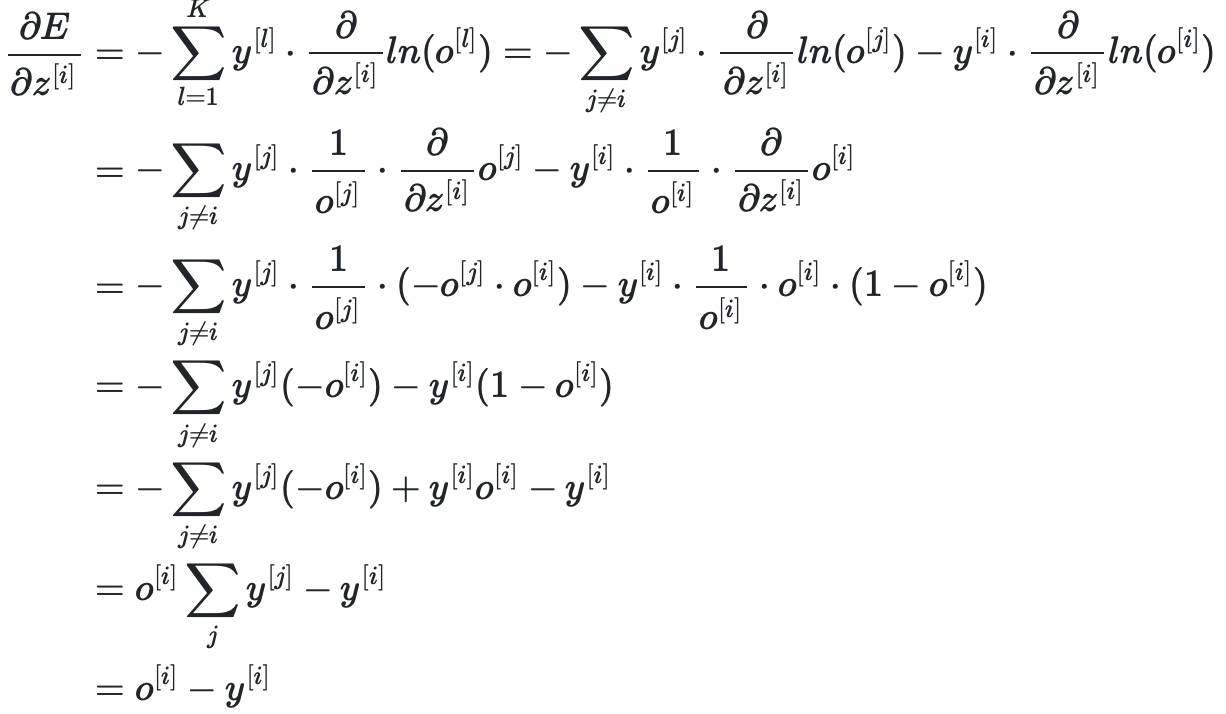 ∂E/∂z^[i] = −∑_{l=1}^{K} y^[l] · ∂/∂z^[i] ln(o^[l]) = −∑_{j≠i} y^[j] · ∂/∂z^[i] ln(o^[j]) − y^[i] · ∂/∂z^[i] ln(o^[i])
= −∑_{j≠i} y^[j] · 1/o^[j] · ∂/∂z^[i] o^[j] − y^[i] · 1/o^[i] · ∂/∂z^[i] o^[i]
= −∑_{j≠i} y^[j] · 1/o^[j] · (−o^[j] · o^[i]) − y^[i] · 1/o^[i] · o^[i] · (1 − o^[i])
= −∑_{j≠i} y^[j](−o^[i]) − y^[i](1 − o^[i])
= −∑_{j≠i} y^[j](−o^[i]) + y^[i]o^[i] − y^[i]
= o^[i] ∑_{j} y^[j] − y^[i]
= o^[i] − y^[i]